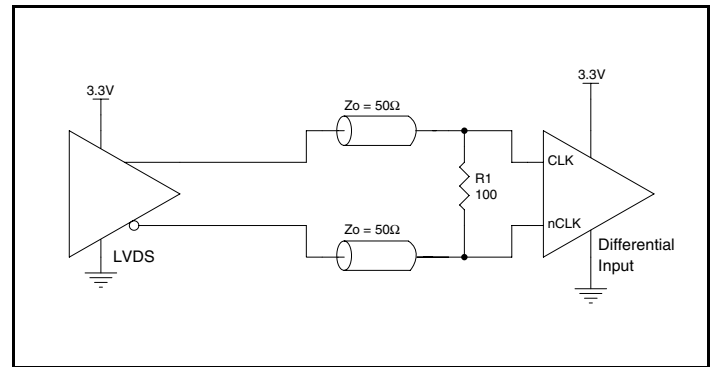 3.3V
3.3V
Zo = 50Ω
CLK
R1
100
Zo = 50Ω
nCLK
LVDS
Differential
Input